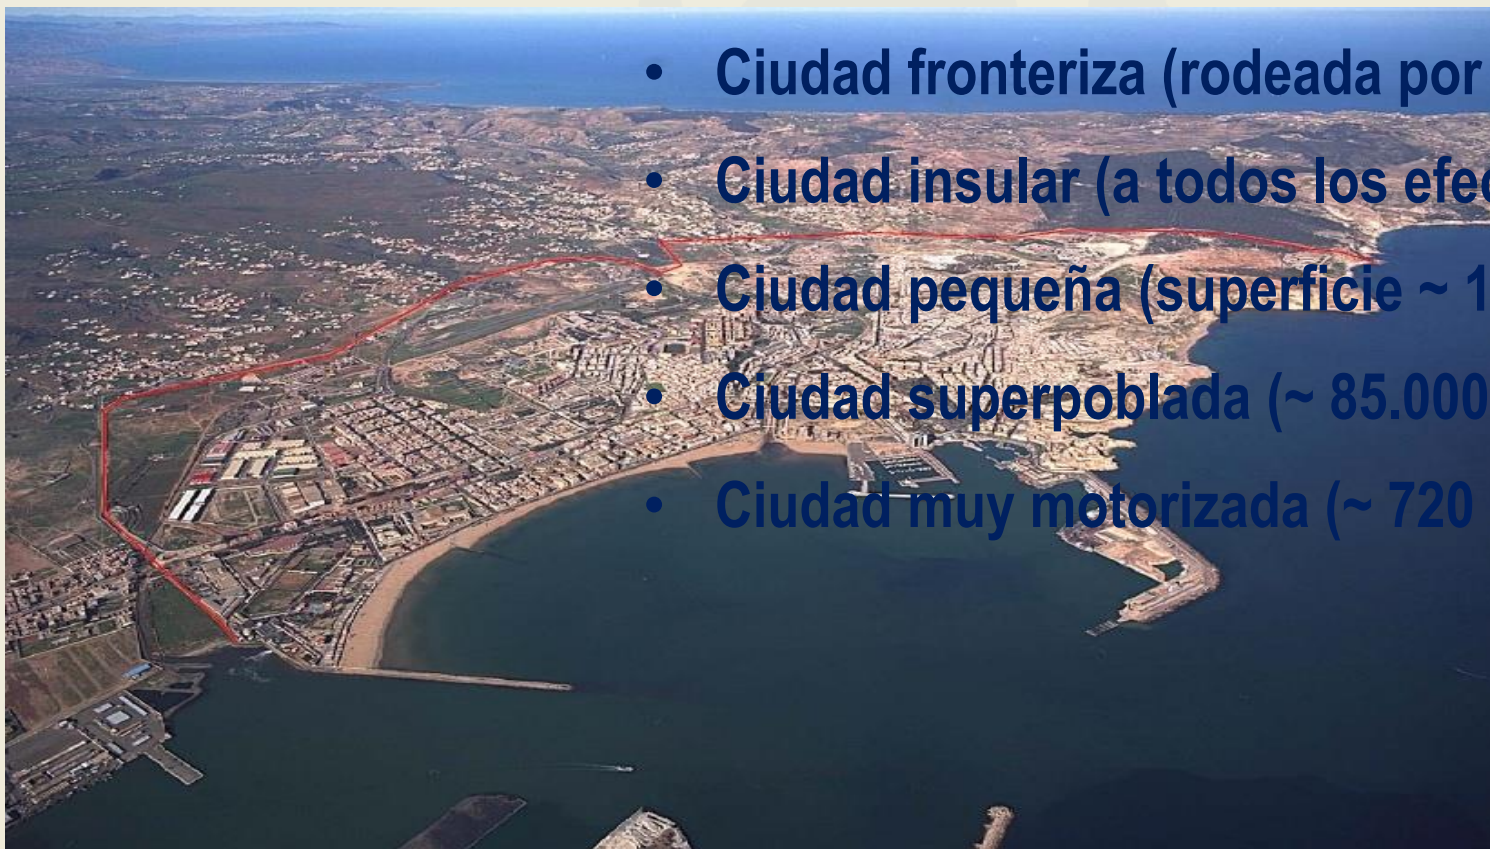 • Ciudad fronteriza (rodeada por
• Ciudad insular (a todos los efec
• Ciudad pequeña (superficie ~ 1
• Ciudad superpoblada (~ 85.000
• Ciudad muy motorizada (~ 720